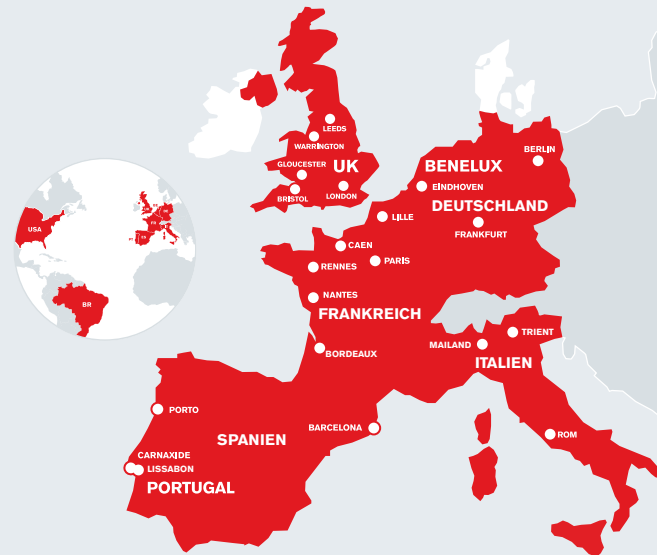 LEEDS
WARRINGTON
GLOUCESTER
UK
BRISTOL
LONDON
BENELUX
BERLIN
EINDHOVEN
DEUTSCHLAND
LILLE
FRANKFURT
CAEN
PARIS
RENNES
NANTES
FRANKREICH
BORDEAUX
MAILAND
TRIENT
ITALIEN
ROM
PORTO
BARCELONA
SPANIEN
CARNAXIDE
LISSABON
PORTUGAL
USA
BR